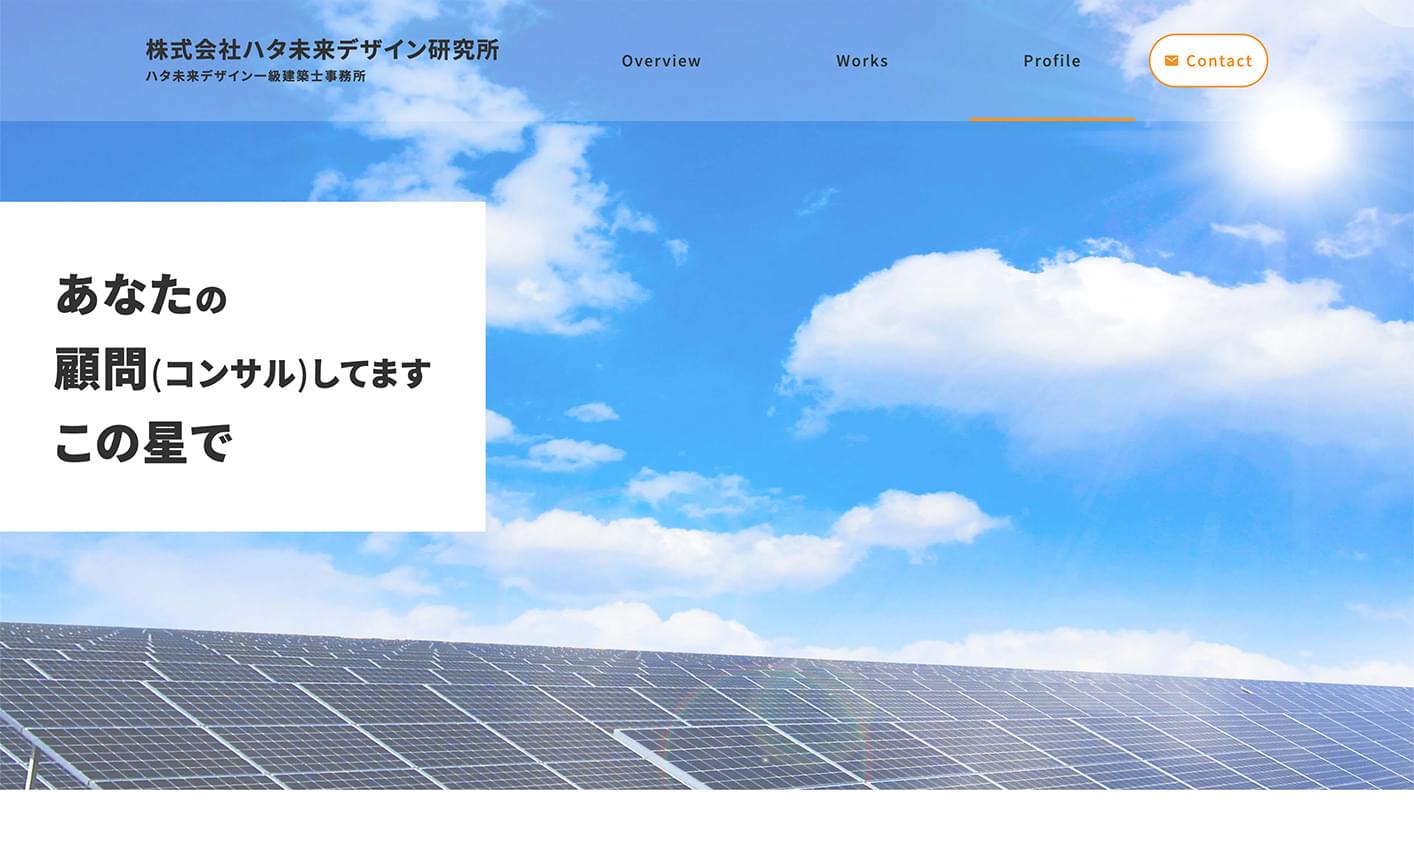 株式会社ハタ未来デザイン研究所
ハタ未来デザイン一級建築士事務所
Overview
Works
Profile
Contact
あなたの
顧問(コンサル)してます
この星で